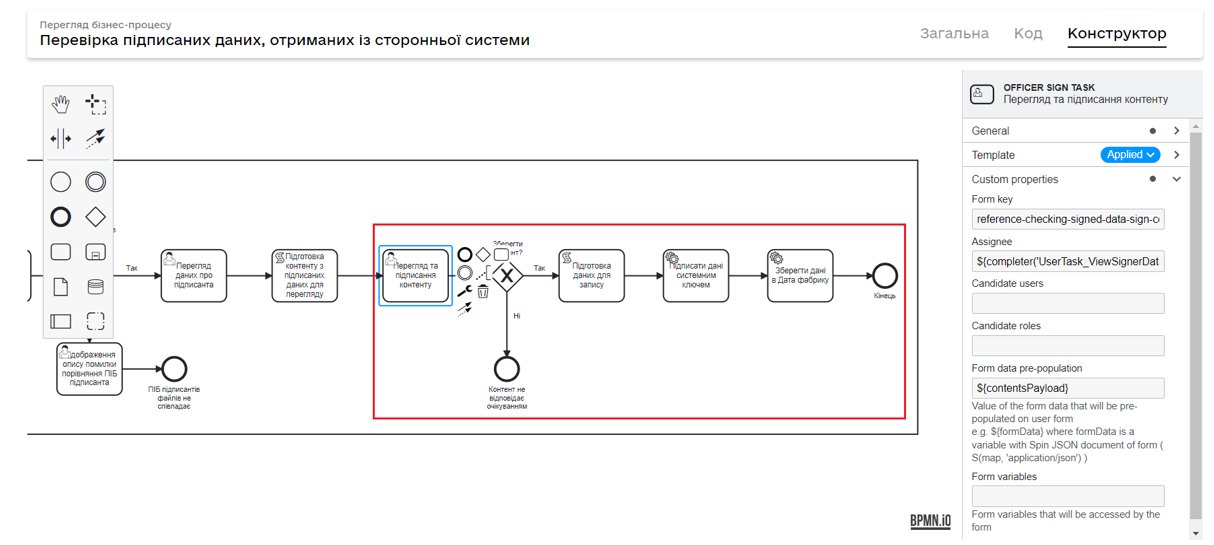 Перегляд бізнес-процесу
Перевірка підписаних даних, отриманих із сторонньої системи
Загальна
Код
Конструктор
OFFICER SIGN TASK
Перегляд та підписання контенту
General
Template
Applied
Custom properties
Form key
reference-checking-signed-data-sign-c
Assignee
${completer('UserTask_ViewSignerDat
Candidate users
Candidate roles
Form data pre-population
${contentsPayload}
Value of the form data that will be pre-
populated on user form
e.g. ${formData} where formData is a
variable with Spin JSON document of form (
S(map, 'application/json') )
Form variables
Form variables that will be accessed by the
form
Так
Перегляд
даних про
підписанта
Підготовка
контенту з
підписаних
даних для
перегляду
Перегляд та
підписання
контенту
Зберегти
Так
Ні
Підготовка
даних для
запису
Підписати дані
системним
ключем
Зберегти дані
в Дата фабрику
Кінець
Контент не
відповідає
очікуванням
опису помилки
порівняння ПІБ
підписанта
ПІБ підписантів
файлів не
співпадає
BPMN.iO